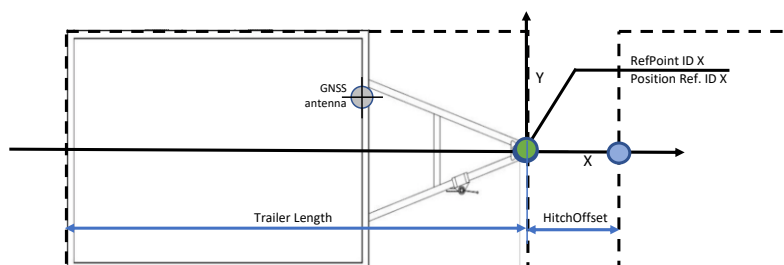 RefPoint ID X
Y
Position Ref. ID X
GNSS
antenna
X
Trailer Length
HitchOffset